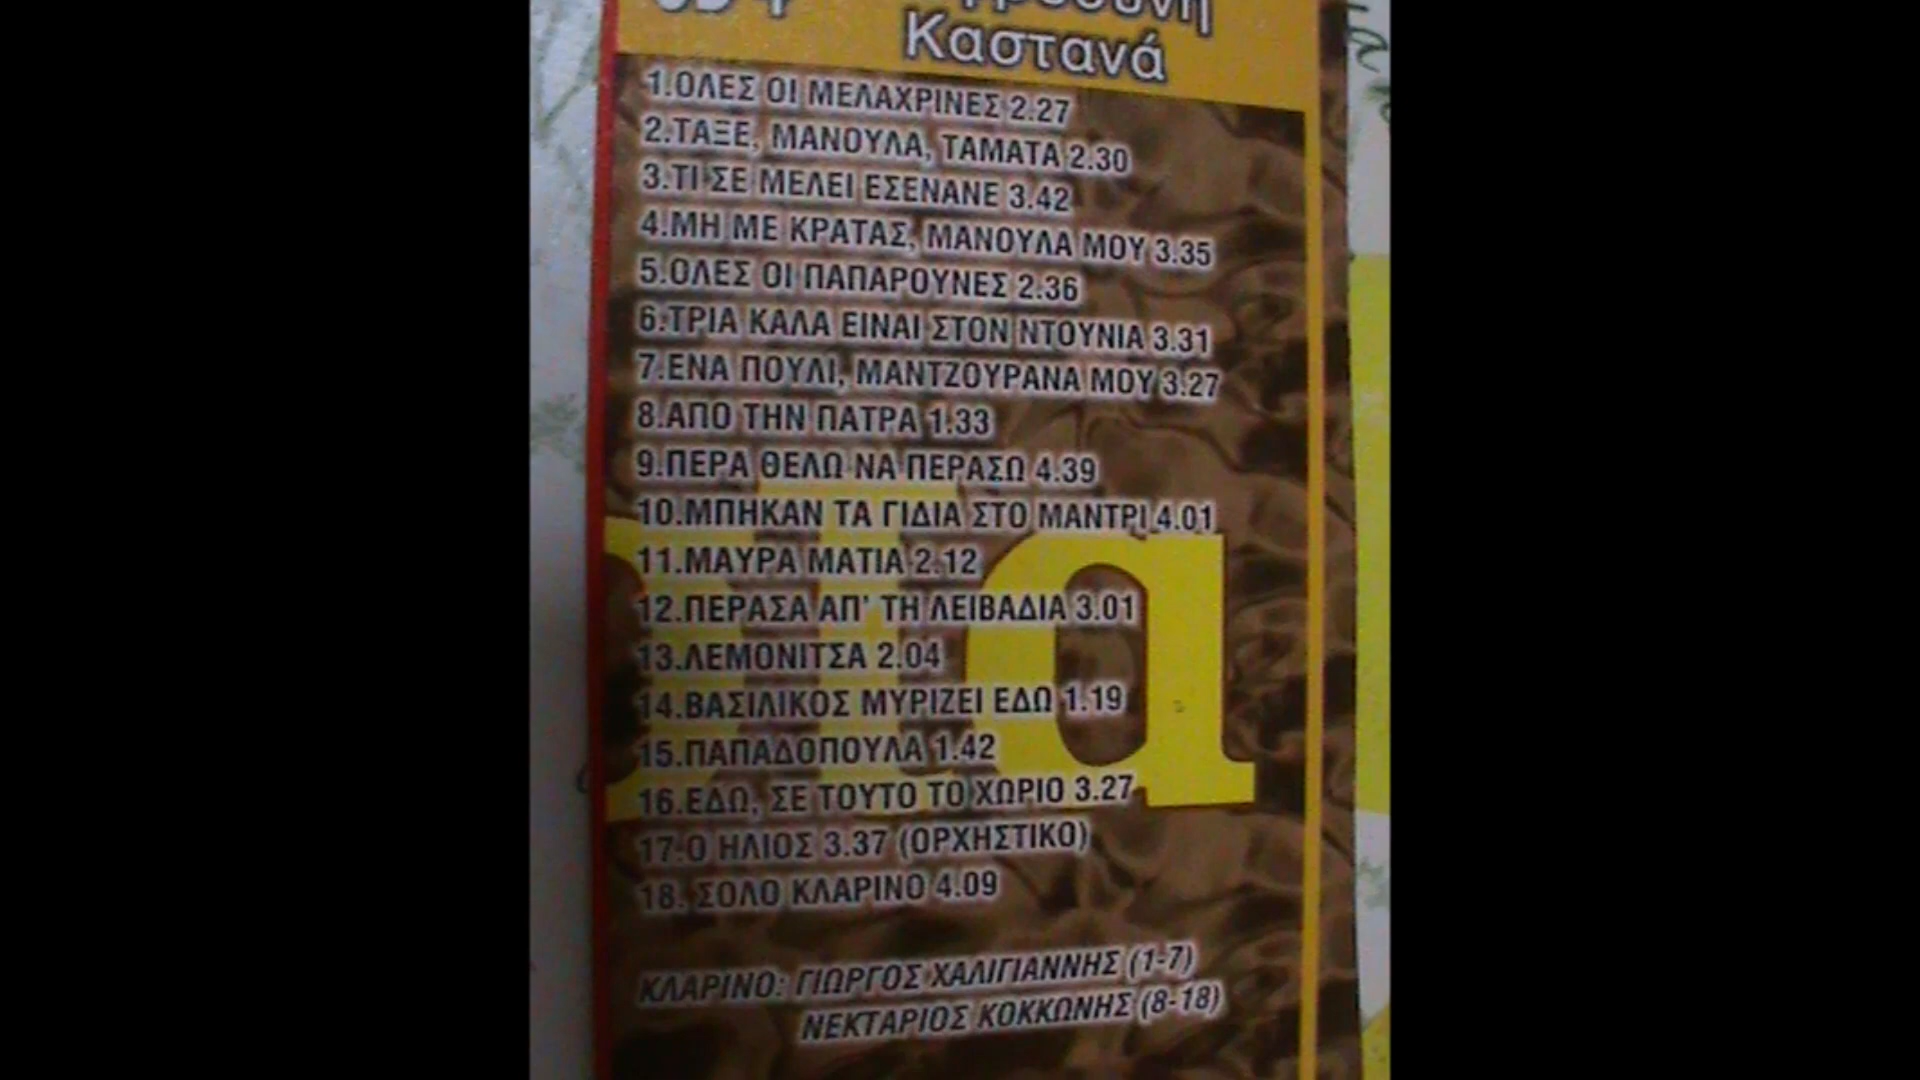 Καστανά
1.ΟΛΕΣ ΟΙ ΜΕΛΑΧΡΙΝΕΣ 2.27
2.ΤΑΞΕ, ΜΑΝΟΥΛΑ, ΤΑΜΑΤΑ 2.30
3.ΤΙ ΣΕ ΜΕΛΕΙ ΕΣΕΝΑΝΕ 3.42
4.ΜΗ ΜΕ ΚΡΑΤΑΣ, ΜΑΝΟΥΛΑ ΜΟΥ 3.35
5.ΟΛΕΣ ΟΙ ΠΑΠΑΡΟΥΝΕΣ 2.36
6.ΤΡΙΑ ΚΑΛΑ ΕΙΝΑΙ ΣΤΟΝ ΝΤΟΥΝΙΑ 3.31
7.ΕΝΑ ΠΟΥΛΙ, ΜΑΝΤΖΟΥΡΑΝΑ ΜΟΥ 3.27
8.ΑΠΟ ΤΗΝ ΠΑΤΡΑ 1.33
9.ΠΕΡΑ ΘΕΛΩ ΝΑ ΠΕΡΑΣΩ 4.39
10.ΜΠΗΚΑΝ ΤΑ ΓΙΔΙΑ ΣΤΟ ΜΑΝΤΡΙ 4.01
11.ΜΑΥΡΑ ΜΑΤΙΑ 2.12
12.ΠΕΡΑΣΑ ΑΠ' ΤΗ ΛΕΙΒΑΔΙΑ 3.01
13.ΛΕΜΟΝΙΤΣΑ 2.04
14.ΒΑΣΙΛΙΚΟΣ ΜΥΡΙΖΕΙ ΕΔΩ 1.19
15.ΠΑΠΑΔΟΠΟΥΛΑ 1.42
16.ΕΔΩ, ΣΕ ΤΟΥΤΟ ΤΟ ΧΩΡΙΟ 3.27
17.Ο ΗΛΙΟΣ 3.37 (ΟΡΧΗΣΤΙΚΟ)
18. ΣΟΛΟ ΚΛΑΡΙΝΟ 4.09
ΚΛΑΡΙΝΟ: ΓΙΩΡΓΟΣ ΧΑΛΙΓΙΑΝΝΗΣ (1-7)
ΝΕΚΤΑΡΙΟΣ ΚΟΚΚΩΝΗΣ (8-18)